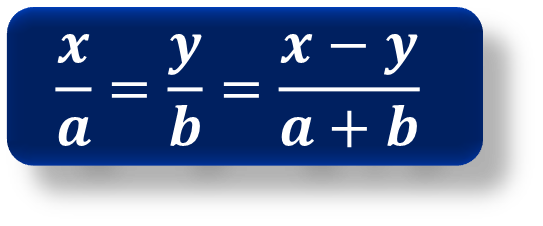 x/a = y/b = (x − y)/(a + b)